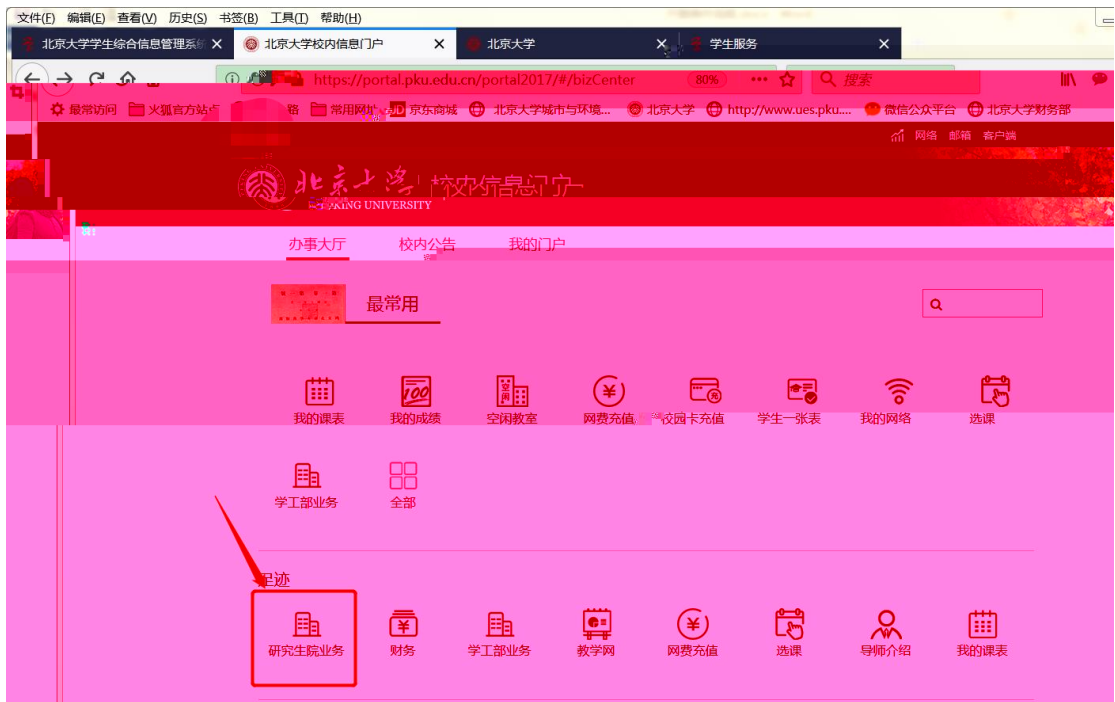 文件(F) 编辑(E) 查看(V) 历史(S) 书签(B) 工具(T) 帮助(H)
北京大学学生综合信息管理系统 北京大学校内信息门户 北京大学 学生服务
https://portal.pku.edu.cn/portal2017/#/bizCenter 80% 搜索
最常访问 火狐官方站点 常用网址 JD 京东商城 北京大学城市与环境... 北京大学 http://www.ues.pku.... 微信公众平台 北京大学财务部
网络 邮箱 客户端
北京大学 校内信息门户
PEKING UNIVERSITY
办事大厅 校内公告 我的门户
最常用
100 空闲
我的课表 我的成绩 空闲教室 网费充值 校园卡充值 学生一张表 我的网络 选课
学工部业务 全部
足迹
研究生院业务 财务 学工部业务 教学网 网费充值 选课 导师介绍 我的课表